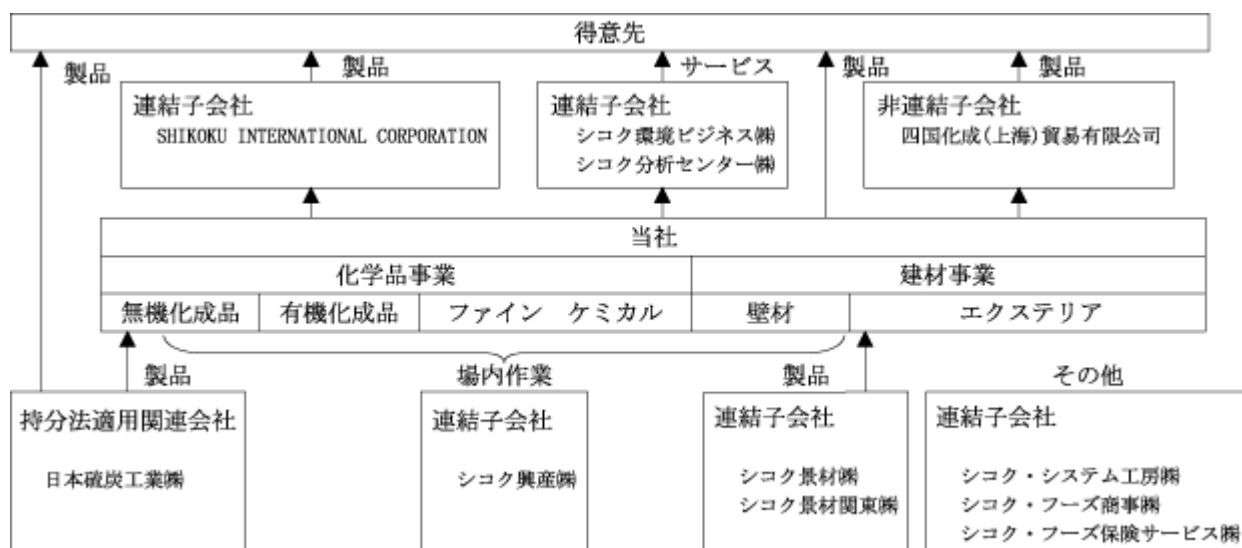 得意先
製品
製品
サービス
製品
製品
連結子会社
SHIKOKU INTERNATIONAL CORPORATION
連結子会社
シコク環境ビジネス㈱
シコク分析センター㈱
非連結子会社
四国化成(上海)貿易有限公司
当社
化学品事業
建材事業
無機化成品
有機化成品
ファイン ケミカル
壁材
エクステリア
製品
場内作業
製品
その他
持分法適用関連会社
日本硫炭工業㈱
連結子会社
シコク興産㈱
連結子会社
シコク景材㈱
シコク景材関東㈱
連結子会社
シコク・システム工房㈱
シコク・フーズ商事㈱
シコク・フーズ保険サービス㈱